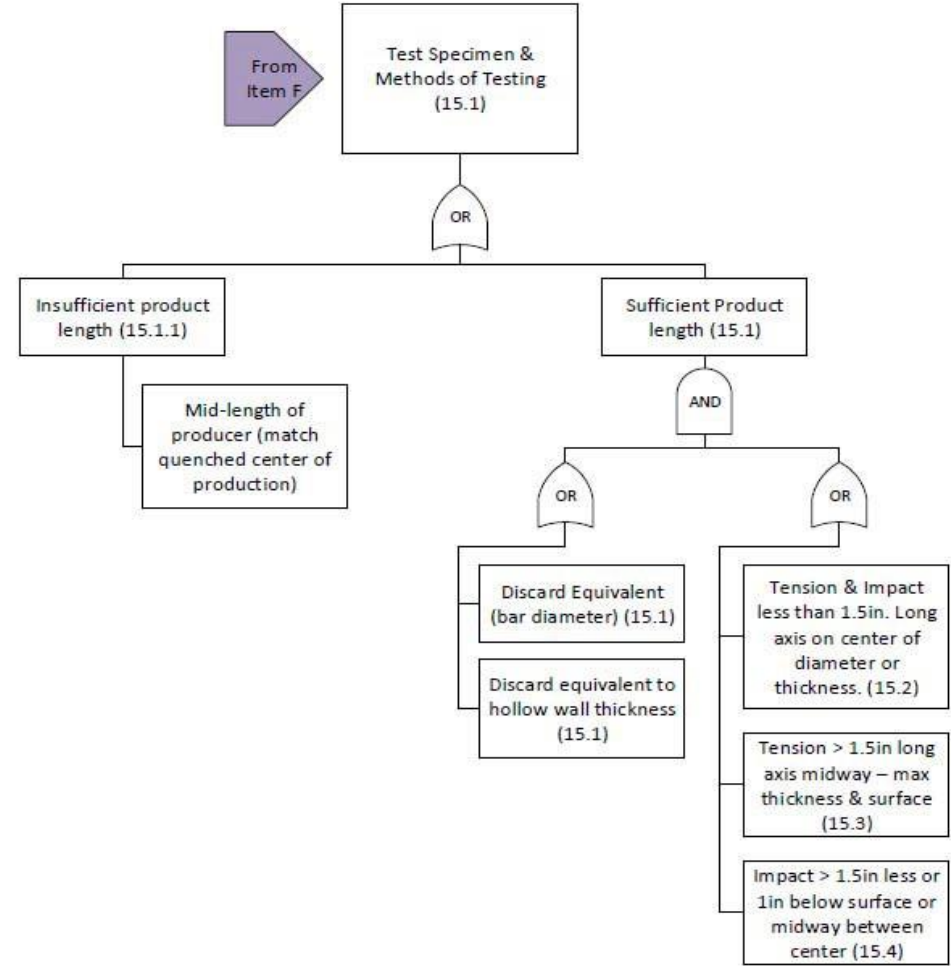 From
Item F
Test Specimen &
Methods of Testing
(15.1)
OR
Insufficient product
length (15.1.1)
Sufficient Product
length (15.1)
Mid-length of
producer (match
quenched center of
production)
AND
OR
OR
Discard Equivalent
(bar diameter) (15.1)
Discard equivalent to
hollow wall thickness
(15.1)
Tension & Impact
less than 1.5in. Long
axis on center of
diameter or
thickness. (15.2)
Tension > 1.5in long
axis midway – max
thickness & surface
(15.3)
Impact > 1.5in less or
1in below surface or
midway between
center (15.4)